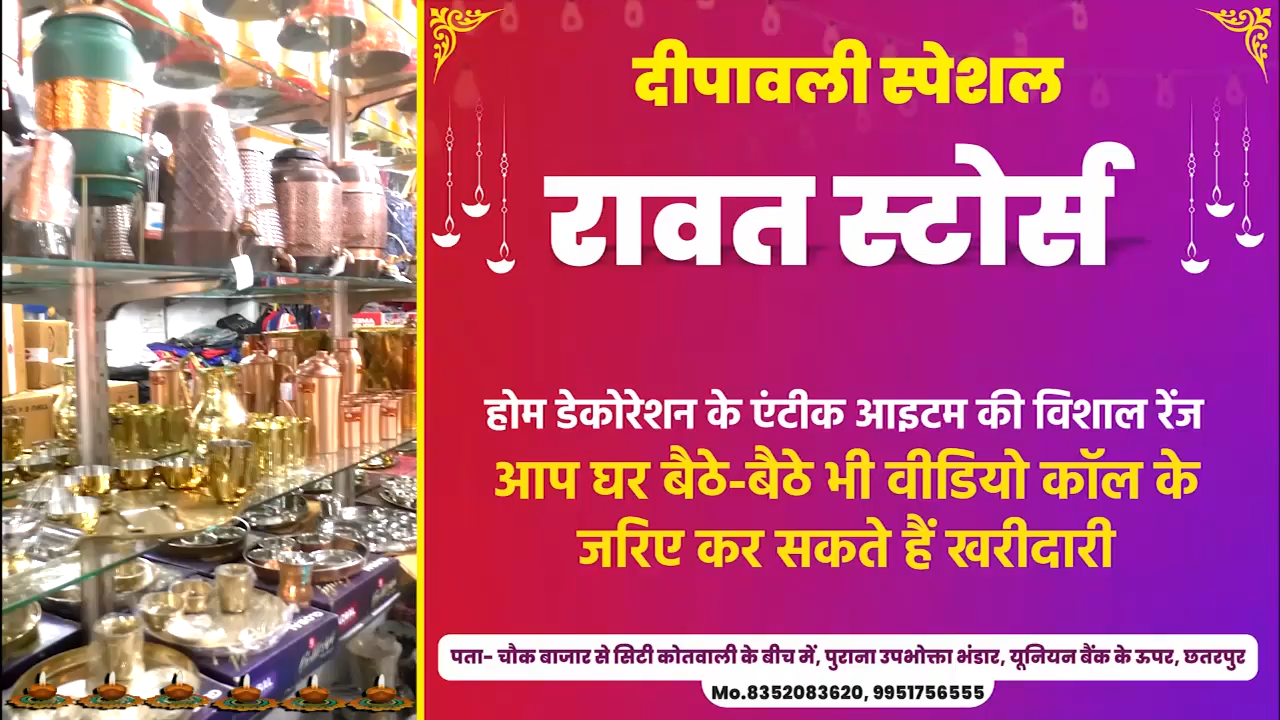 दीपावली स्पेशल
रावत स्टोर्स
होम डेकोरेशन के एंटीक आइटम की विशाल रेंज
आप घर बैठे-बैठे भी वीडियो कॉल के
जरिए कर सकते हैं खरीदारी
पता- चौक बाजार से सिटी कोतवाली के बीच में, पुराना उपभोक्ता भंडार, यूनियन बैंक के ऊपर, छतरपुर
Mo.8352083620, 9951756555